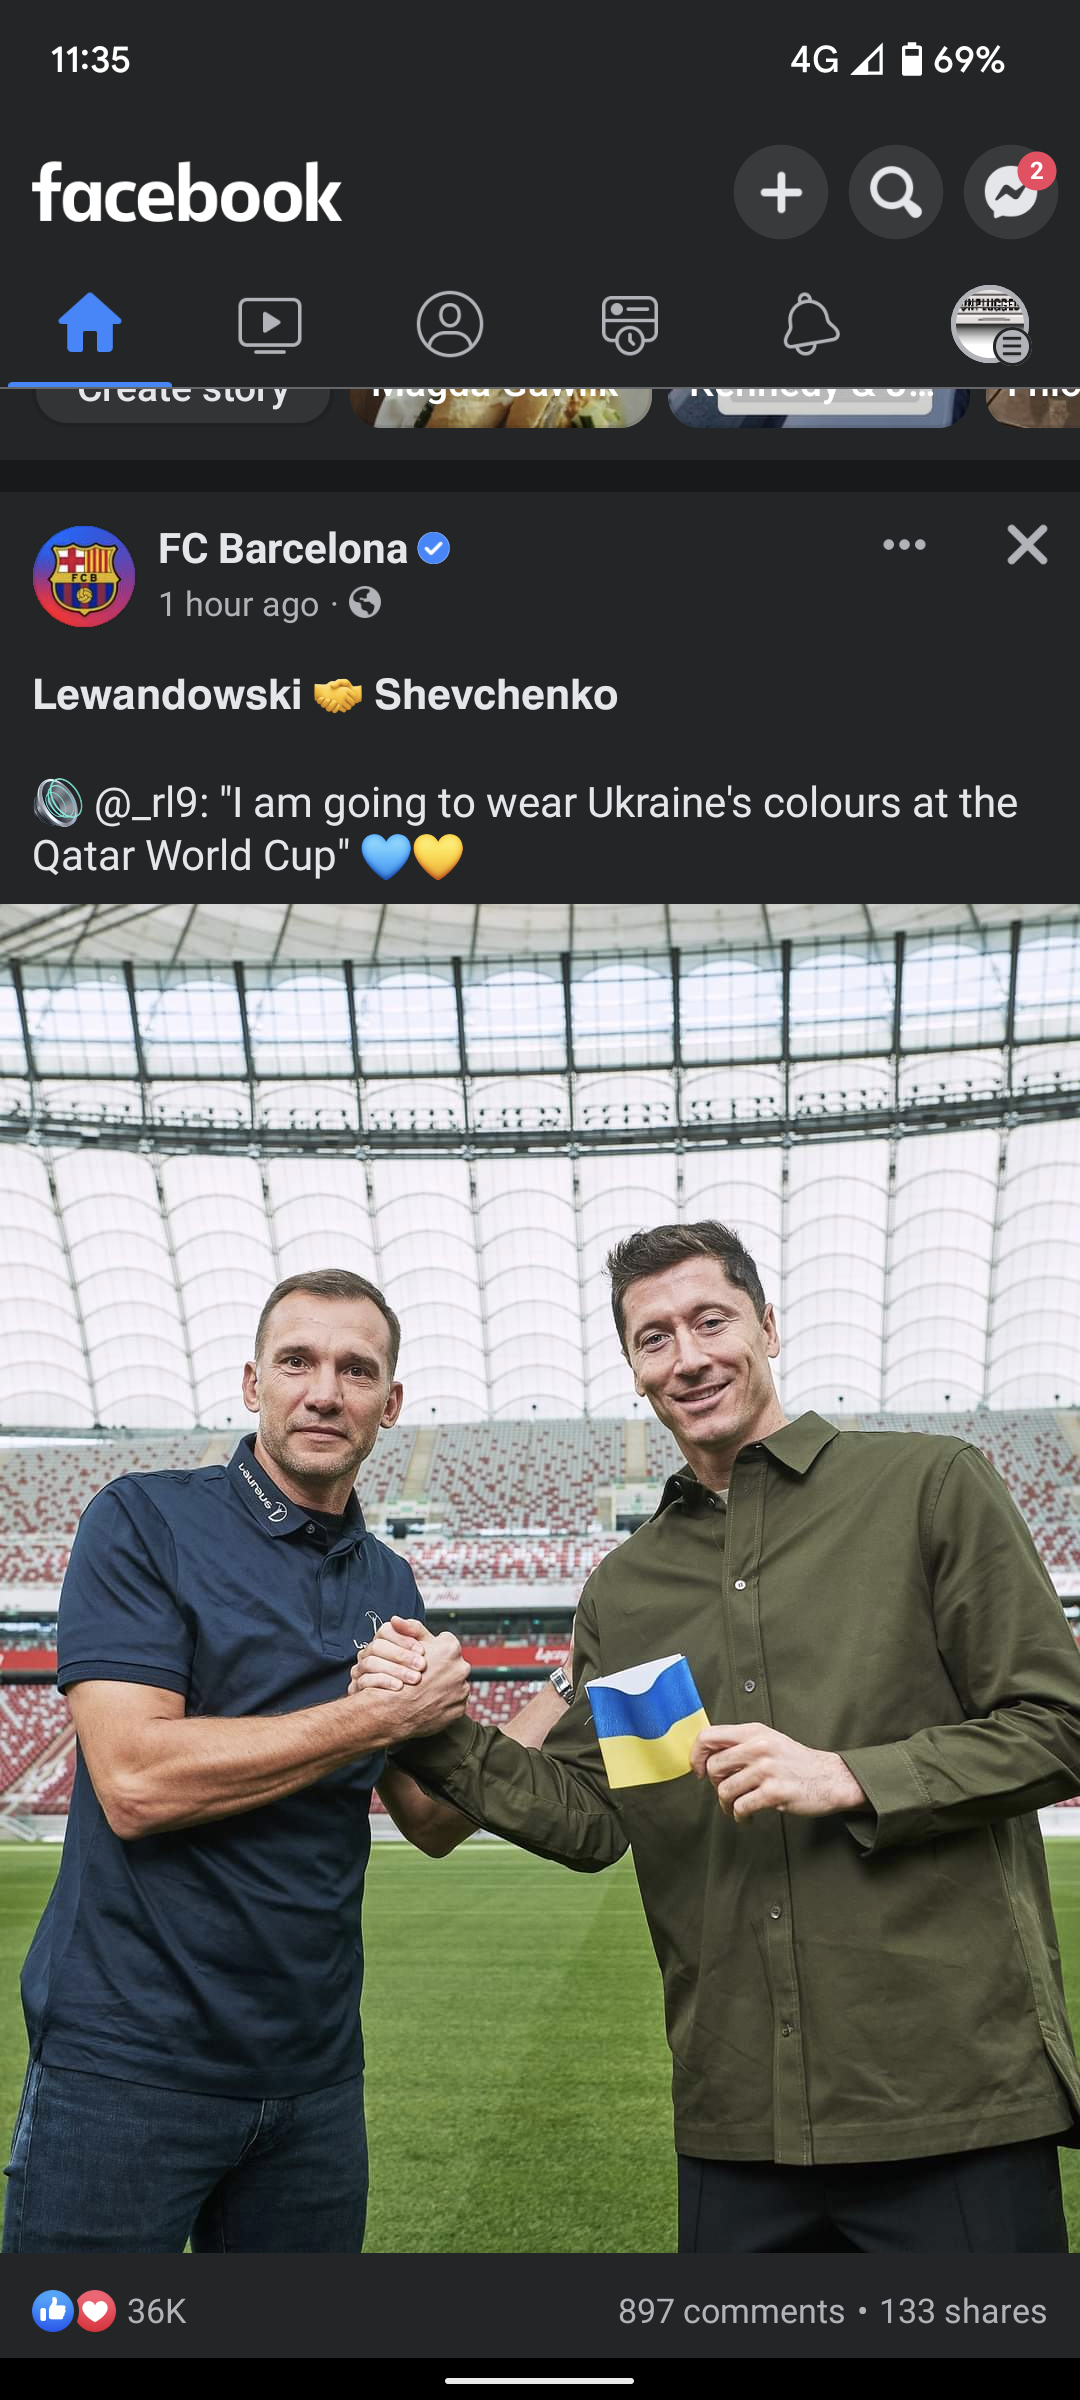 11:35
4G 69%
facebook
2
UNPLUGGED
Create story
Magda Gawlik
Kennedy & J...
FC Barcelona
FCB
1 hour ago ·
Lewandowski 🤝 Shevchenko
@_rl9: "I am going to wear Ukraine's colours at the
Qatar World Cup" 💙💛
laureus
36K
897 comments • 133 shares